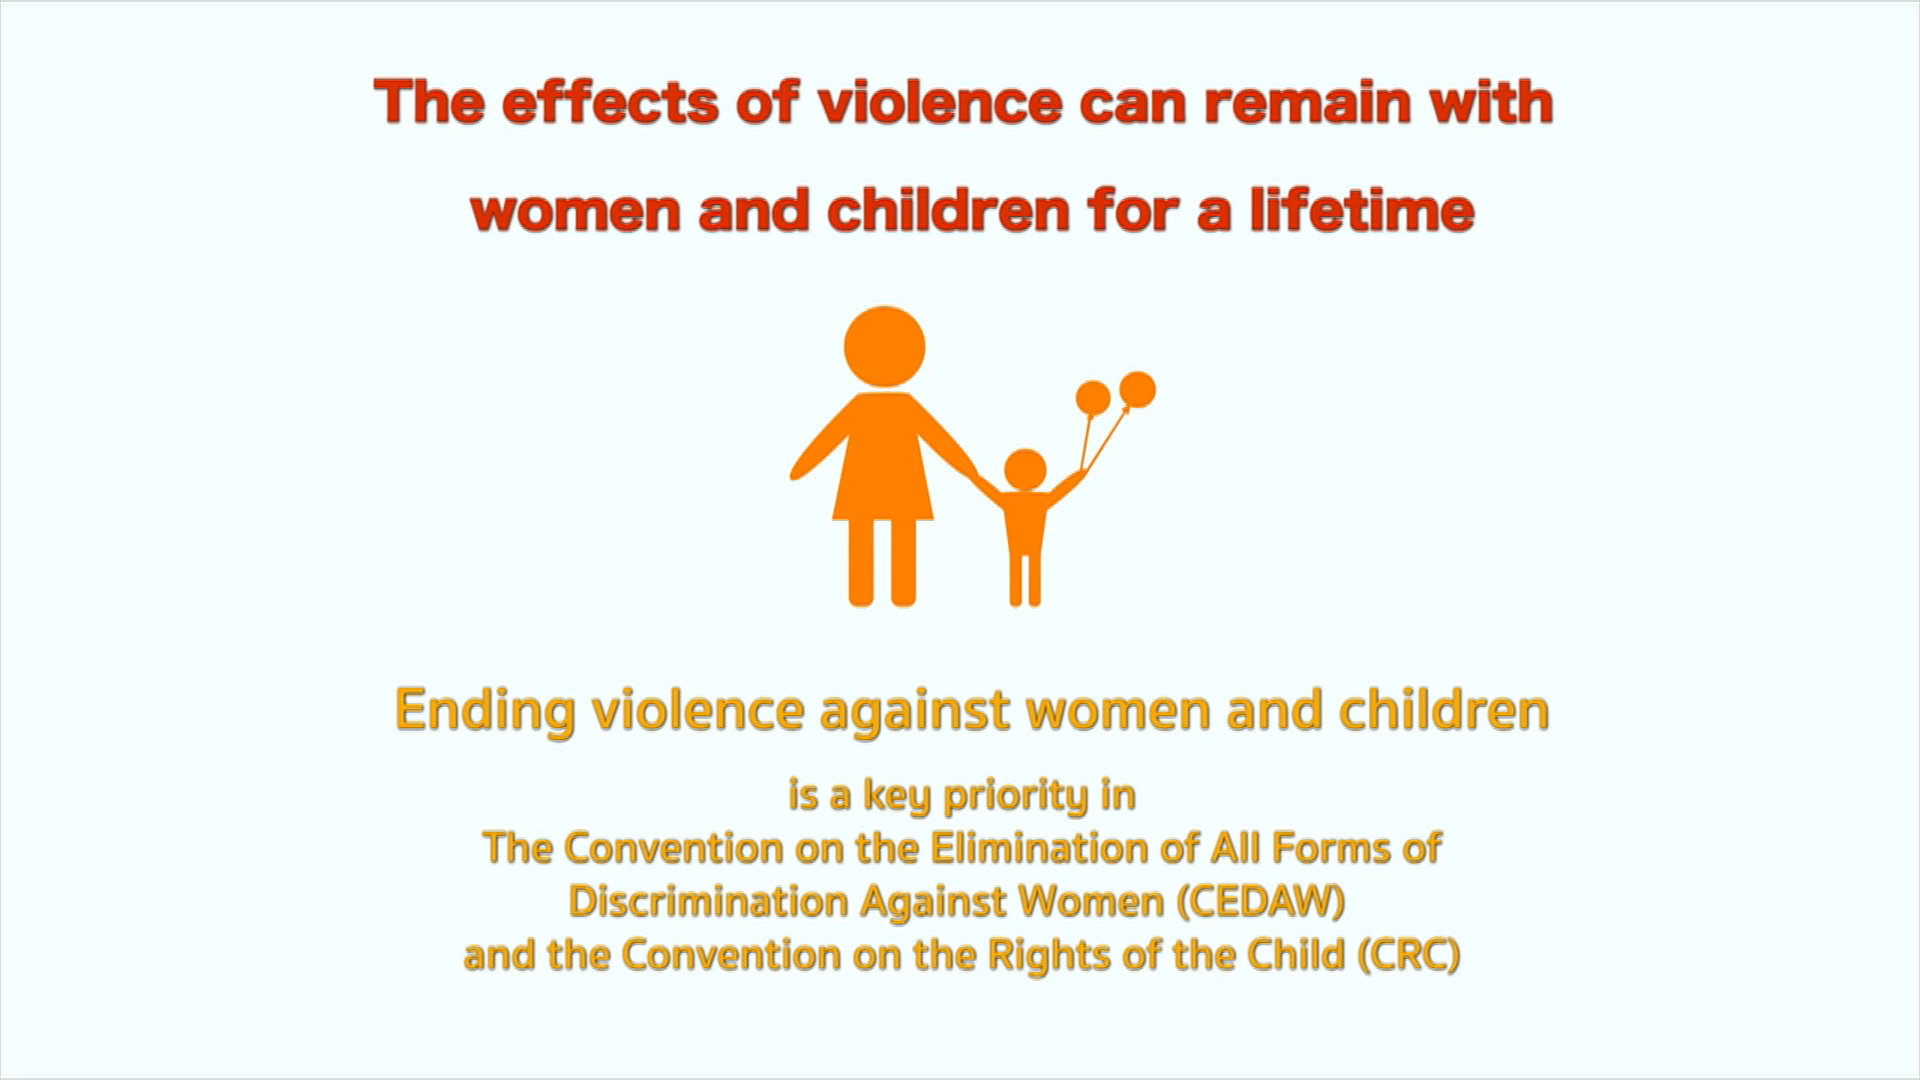 The effects of violence can remain with
women and children for a lifetime
Ending violence against women and children
is a key priority in
The Convention on the Elimination of All Forms of
Discrimination Against Women (CEDAW)
and the Convention on the Rights of the Child (CRC)